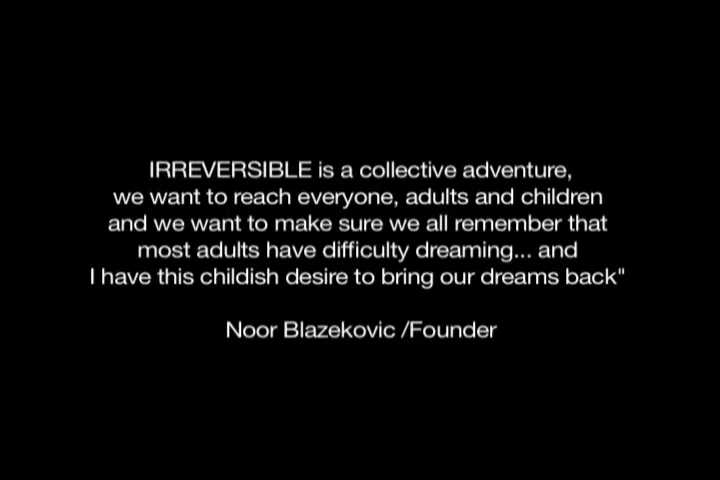 IRREVERSIBLE is a collective adventure,
we want to reach everyone, adults and children
and we want to make sure we all remember that
most adults have difficulty dreaming... and
I have this childish desire to bring our dreams back"
Noor Blazekovic /Founder